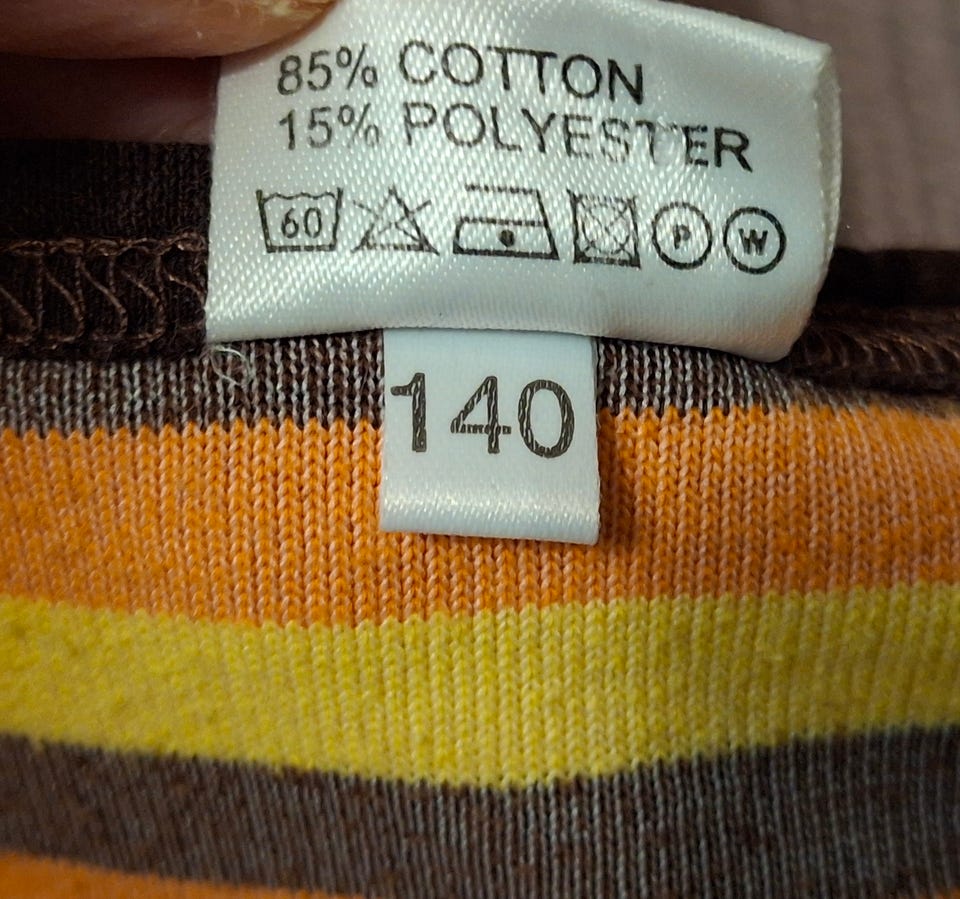 85% COTTON
15% POLYESTER
60 P W
140